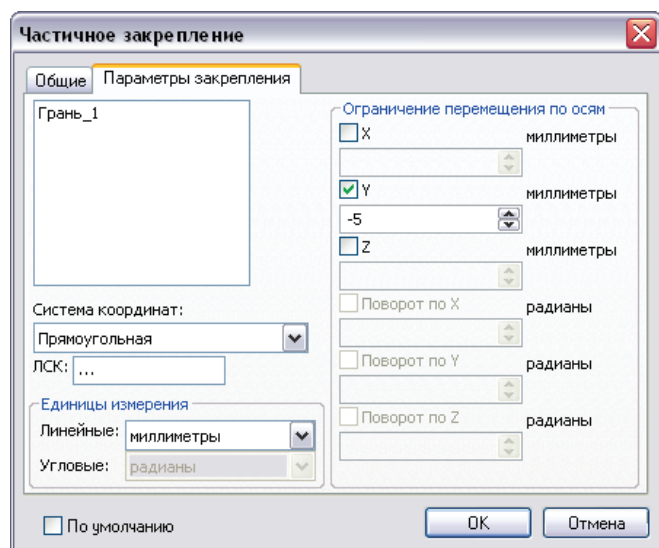 Частичное закрепление
Общие
Параметры закрепления
Грань_1
Система координат:
Прямоугольная
ЛСК: ...
Единицы измерения
Линейные: миллиметры
Угловые: радианы
Ограничение перемещения по осям
X миллиметры
Y миллиметры
-5
Z миллиметры
Поворот по X радианы
Поворот по Y радианы
Поворот по Z радианы
По умолчанию
OK
Отмена